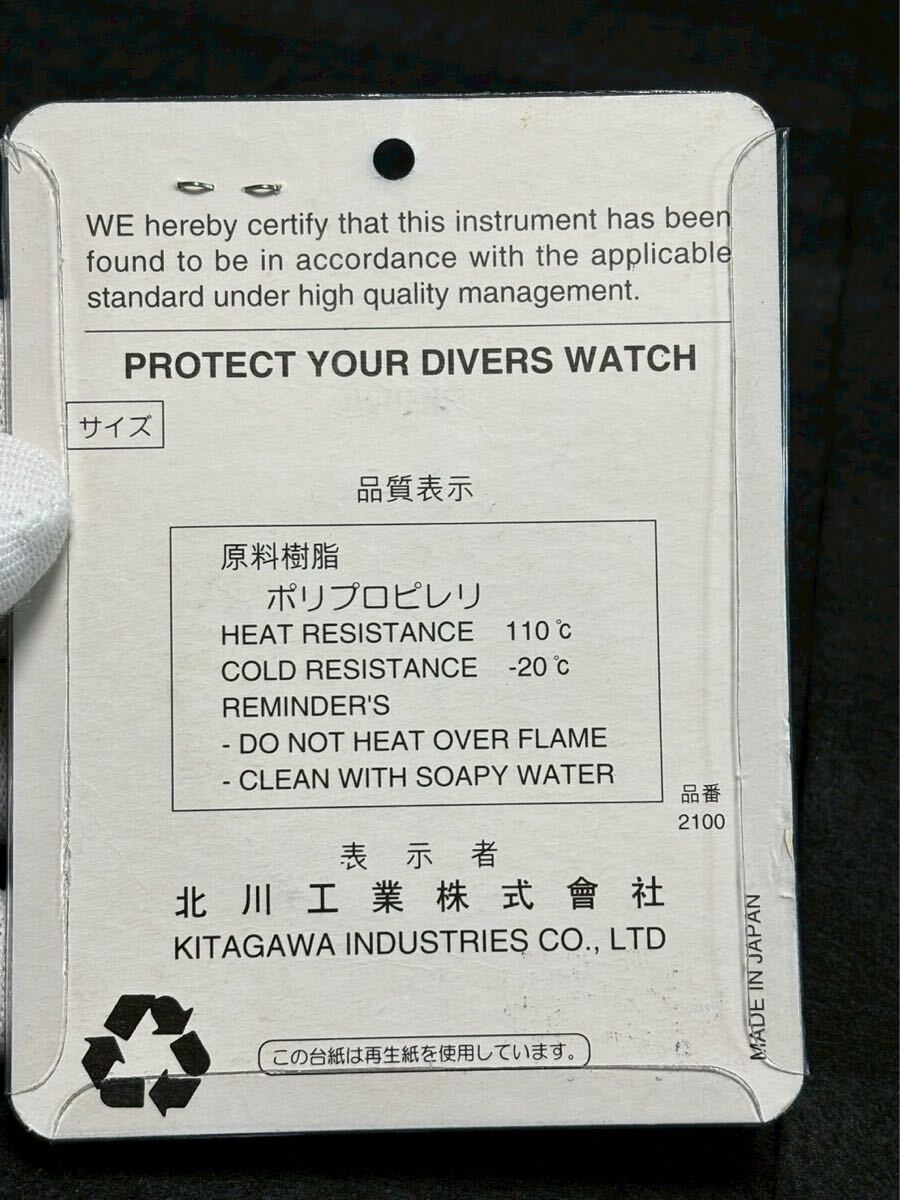 WE hereby certify that this instrument has been
found to be in accordance with the applicable
standard under high quality management.
PROTECT YOUR DIVERS WATCH
サイズ
品質表示
原料樹脂
ポリプロピレリ
HEAT RESISTANCE 110℃
COLD RESISTANCE -20℃
REMINDER'S
- DO NOT HEAT OVER FLAME
- CLEAN WITH SOAPY WATER
品番
2100
表示者
北川工業株式會社
KITAGAWA INDUSTRIES CO., LTD
MADE IN JAPAN
この台紙は再生紙を使用しています。